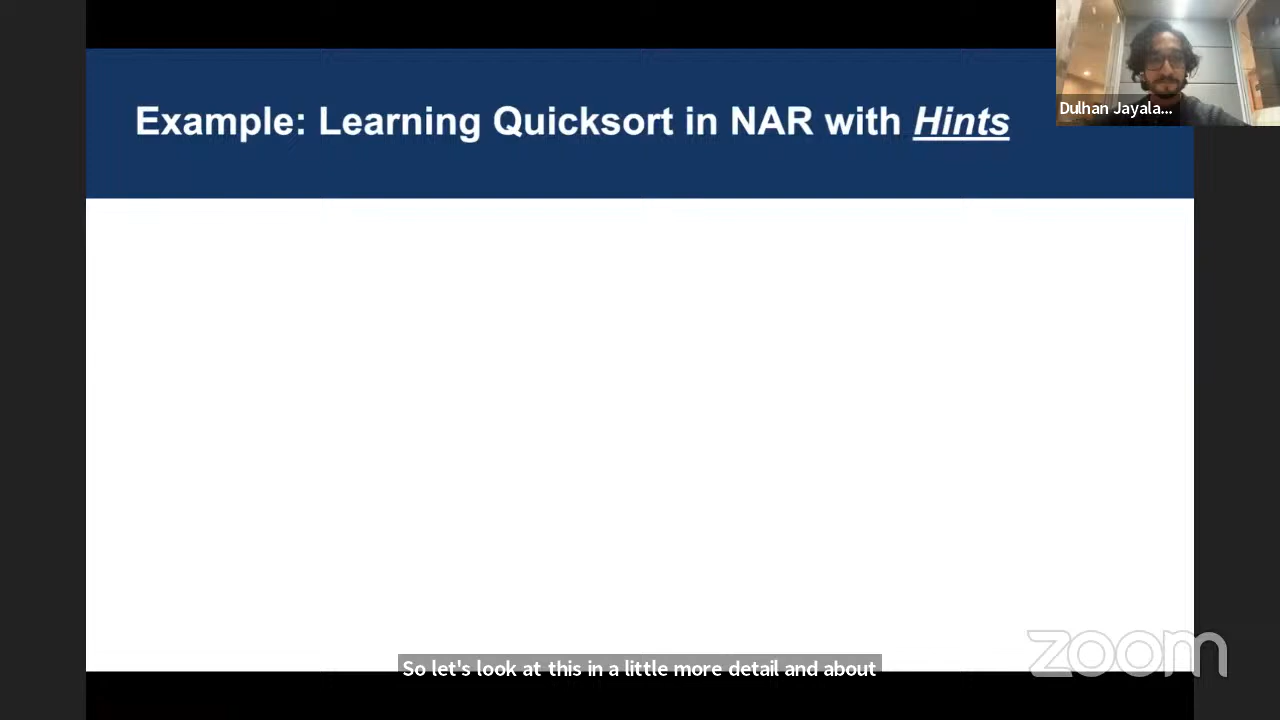 Example: Learning Quicksort in NAR with Hints
Dulhan Jayala...
So let's look at this in a little more detail and about
zoom